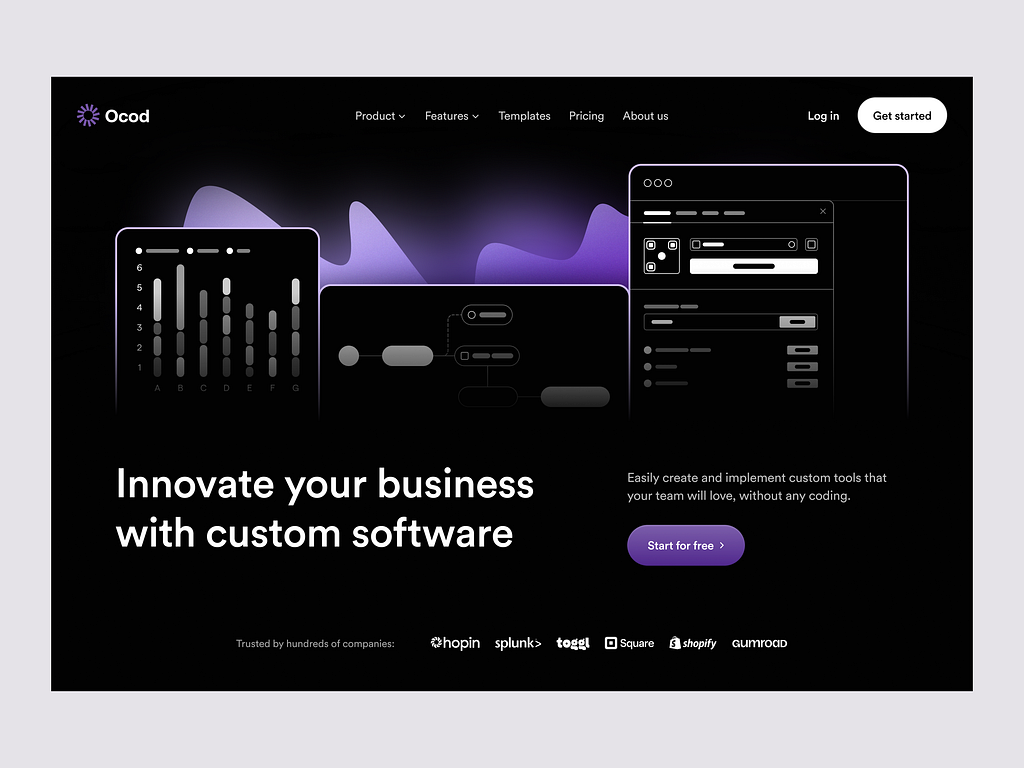 Ocod
Product
Features
Templates
Pricing
About us
Log in
Get started
6
5
4
3
2
1
A B C D E F G
Innovate your business
with custom software
Easily create and implement custom tools that
your team will love, without any coding.
Start for free
Trusted by hundreds of companies:
hopin
splunk>
toggl
Square
shopify
GUMROAD